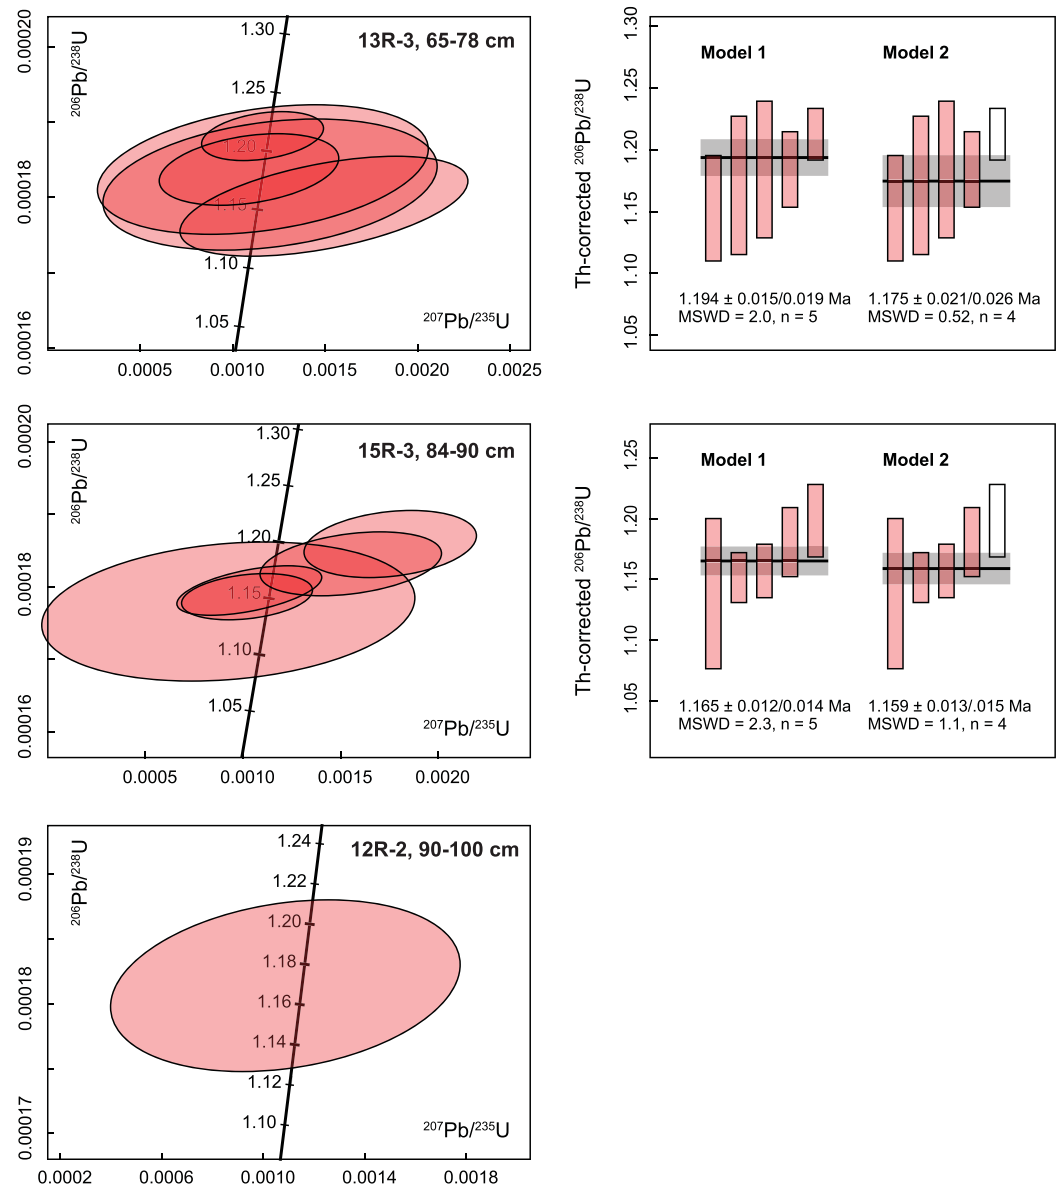 13R-3, 65-78 cm
206Pb/238U
0.00020
0.00018
0.00016
1.30
1.25
1.20
1.15
1.10
1.05
207Pb/235U
0.0005
0.0010
0.0015
0.0020
0.0025
Th-corrected 206Pb/238U
1.30
1.25
1.20
1.15
1.10
1.05
Model 1
Model 2
1.194 ± 0.015/0.019 Ma
MSWD = 2.0, n = 5
1.175 ± 0.021/0.026 Ma
MSWD = 0.52, n = 4
15R-3, 84-90 cm
206Pb/238U
0.00020
0.00018
0.00016
1.30
1.25
1.20
1.15
1.10
1.05
207Pb/235U
0.0005
0.0010
0.0015
0.0020
Th-corrected 206Pb/238U
1.25
1.20
1.15
1.10
1.05
Model 1
Model 2
1.165 ± 0.012/0.014 Ma
MSWD = 2.3, n = 5
1.159 ± 0.013/.015 Ma
MSWD = 1.1, n = 4
12R-2, 90-100 cm
206Pb/238U
0.00019
0.00018
0.00017
1.24
1.22
1.20
1.18
1.16
1.14
1.12
1.10
207Pb/235U
0.0002
0.0006
0.0010
0.0014
0.0018